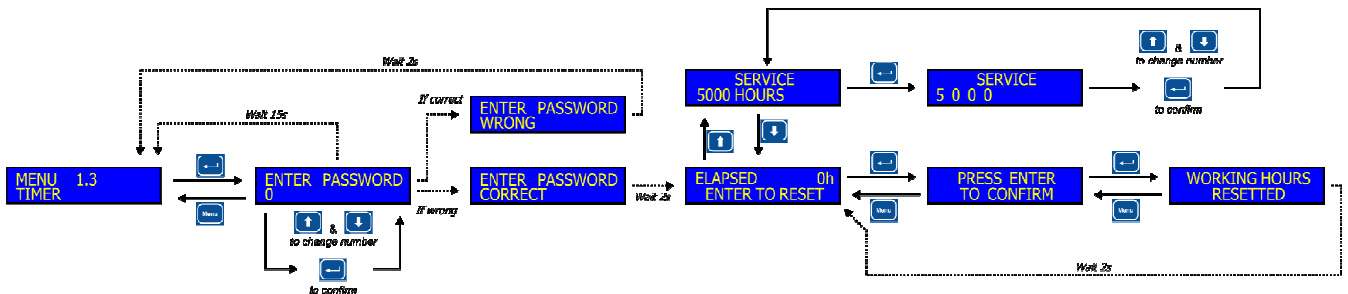 MENU 1.3
TIMER
Wait 15s
Wait 2s
Menu
ENTER PASSWORD
0
&
to change number
to confirm
If correct
ENTER PASSWORD
WRONG
If wrong
ENTER PASSWORD
CORRECT
Wait 2s
SERVICE
5000 HOURS
SERVICE
5 0 0 0
&
to change number
to confirm
ELAPSED 0h
ENTER TO RESET
Menu
PRESS ENTER
TO CONFIRM
Menu
WORKING HOURS
RESETTED
Wait 2s